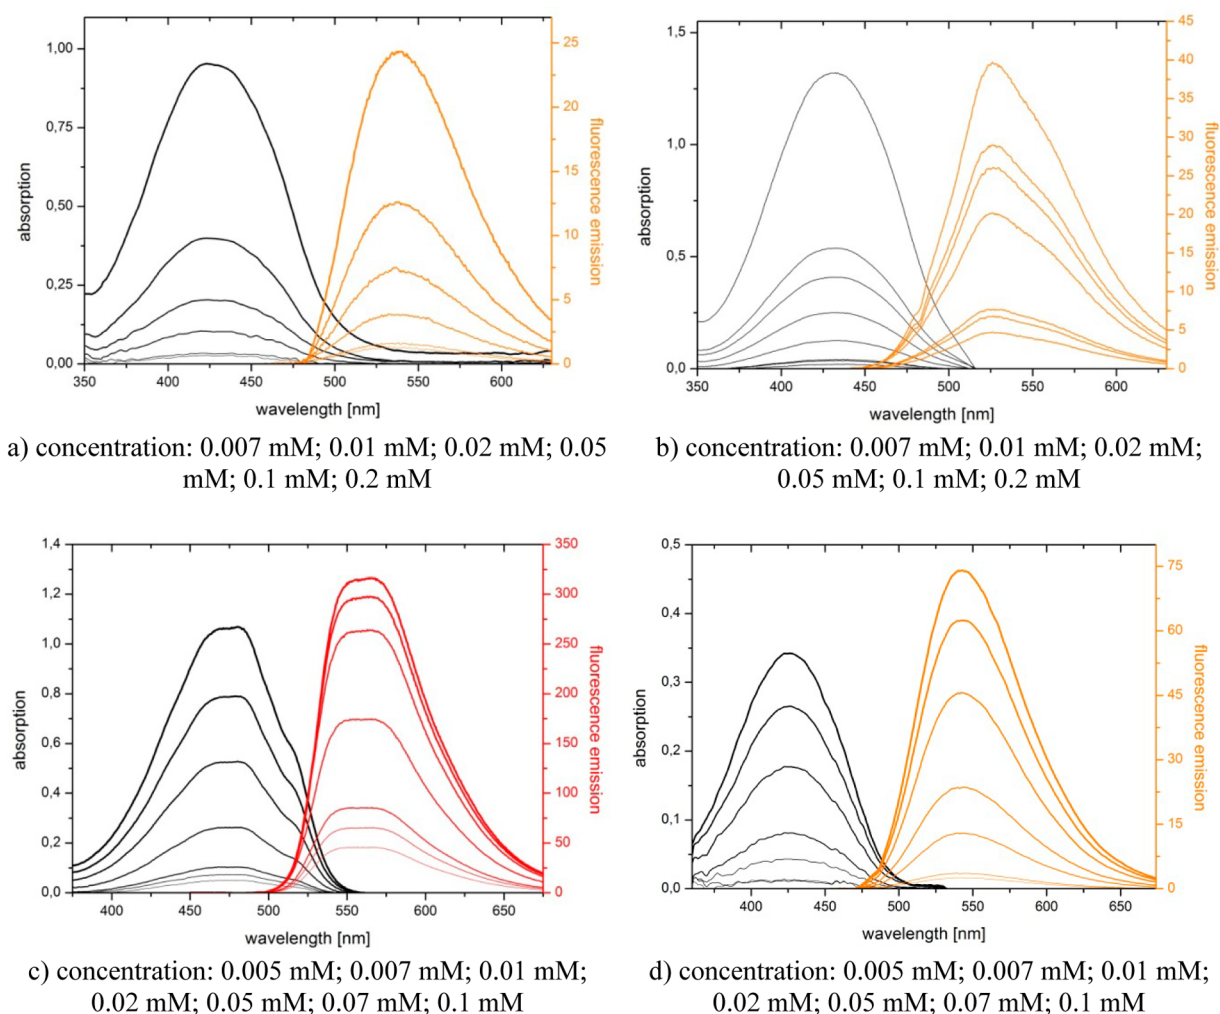 1,00
0,75
0,50
0,25
0,00
absorption
350 400 450 500 550 600
wavelength [nm]
25
20
15
10
5
0
fluorescence emission
a) concentration: 0.007 mM; 0.01 mM; 0.02 mM; 0.05
mM; 0.1 mM; 0.2 mM
1,5
1,0
0,5
0,0
absorption
350 400 450 500 550 600
wavelength [nm]
45
40
35
30
25
20
15
10
5
0
fluorescence emission
b) concentration: 0.007 mM; 0.01 mM; 0.02 mM;
0.05 mM; 0.1 mM; 0.2 mM
1,4
1,2
1,0
0,8
0,6
0,4
0,2
0,0
absorption
400 450 500 550 600 650
wavelength [nm]
350
300
250
200
150
100
50
0
fluorescence emission
c) concentration: 0.005 mM; 0.007 mM; 0.01 mM;
0.02 mM; 0.05 mM; 0.07 mM; 0.1 mM
0,5
0,4
0,3
0,2
0,1
0,0
absorption
400 450 500 550 600 650
wavelength [nm]
75
60
45
30
15
0
fluorescence emission
d) concentration: 0.005 mM; 0.007 mM; 0.01 mM;
0.02 mM; 0.05 mM; 0.07 mM; 0.1 mM